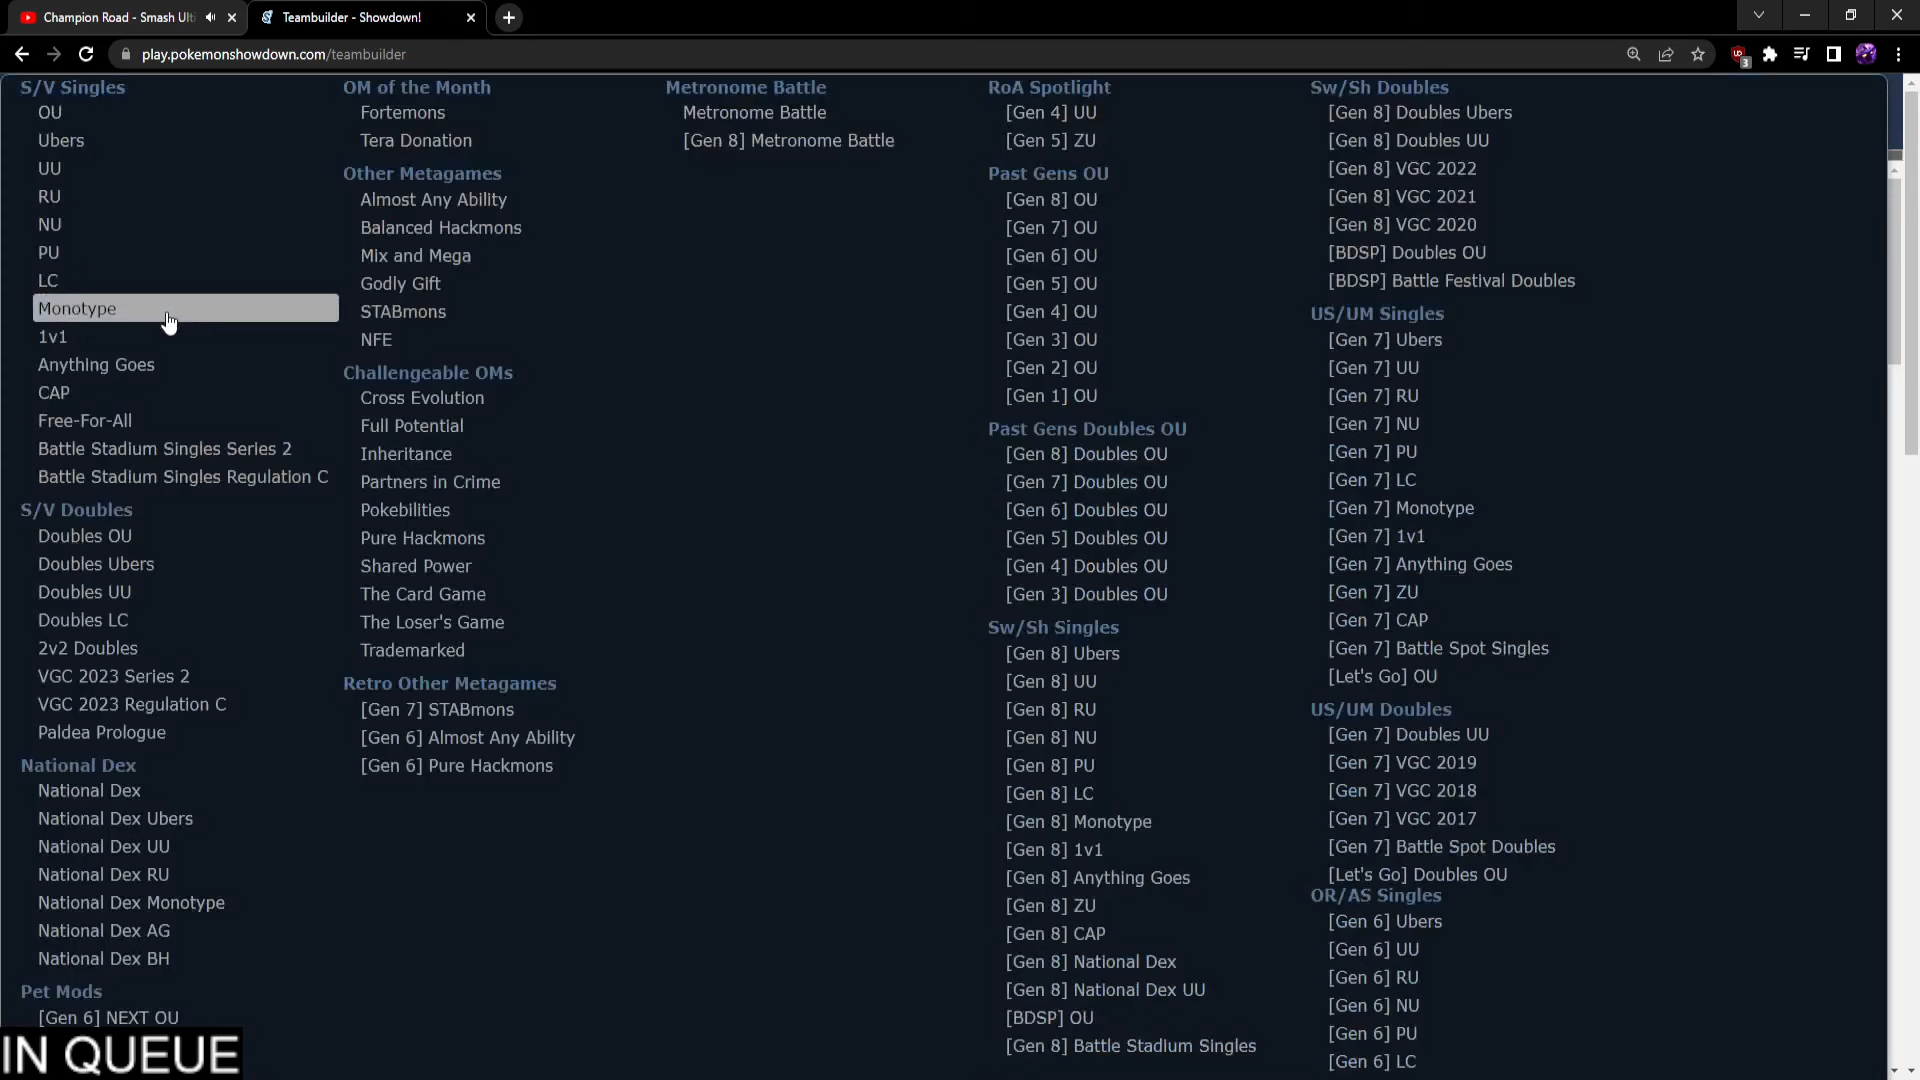 Champion Road - Smash Ulti
Teambuilder - Showdown!
play.pokemonshowdown.com/teambuilder
3
S/V Singles
OU
Ubers
UU
RU
NU
PU
LC
Monotype
1v1
Anything Goes
CAP
Free-For-All
Battle Stadium Singles Series 2
Battle Stadium Singles Regulation C
S/V Doubles
Doubles OU
Doubles Ubers
Doubles UU
Doubles LC
2v2 Doubles
VGC 2023 Series 2
VGC 2023 Regulation C
Paldea Prologue
National Dex
National Dex
National Dex Ubers
National Dex UU
National Dex RU
National Dex Monotype
National Dex AG
National Dex BH
Pet Mods
[Gen 6] NEXT OU
OM of the Month
Fortemons
Tera Donation
Other Metagames
Almost Any Ability
Balanced Hackmons
Mix and Mega
Godly Gift
STABmons
NFE
Challengeable OMs
Cross Evolution
Full Potential
Inheritance
Partners in Crime
Pokebilities
Pure Hackmons
Shared Power
The Card Game
The Loser's Game
Trademarked
Retro Other Metagames
[Gen 7] STABmons
[Gen 6] Almost Any Ability
[Gen 6] Pure Hackmons
Metronome Battle
Metronome Battle
[Gen 8] Metronome Battle
RoA Spotlight
[Gen 4] UU
[Gen 5] ZU
Past Gens OU
[Gen 8] OU
[Gen 7] OU
[Gen 6] OU
[Gen 5] OU
[Gen 4] OU
[Gen 3] OU
[Gen 2] OU
[Gen 1] OU
Past Gens Doubles OU
[Gen 8] Doubles OU
[Gen 7] Doubles OU
[Gen 6] Doubles OU
[Gen 5] Doubles OU
[Gen 4] Doubles OU
[Gen 3] Doubles OU
Sw/Sh Singles
[Gen 8] Ubers
[Gen 8] UU
[Gen 8] RU
[Gen 8] NU
[Gen 8] PU
[Gen 8] LC
[Gen 8] Monotype
[Gen 8] 1v1
[Gen 8] Anything Goes
[Gen 8] ZU
[Gen 8] CAP
[Gen 8] National Dex
[Gen 8] National Dex UU
[BDSP] OU
[Gen 8] Battle Stadium Singles
Sw/Sh Doubles
[Gen 8] Doubles Ubers
[Gen 8] Doubles UU
[Gen 8] VGC 2022
[Gen 8] VGC 2021
[Gen 8] VGC 2020
[BDSP] Doubles OU
[BDSP] Battle Festival Doubles
US/UM Singles
[Gen 7] Ubers
[Gen 7] UU
[Gen 7] RU
[Gen 7] NU
[Gen 7] PU
[Gen 7] LC
[Gen 7] Monotype
[Gen 7] 1v1
[Gen 7] Anything Goes
[Gen 7] ZU
[Gen 7] CAP
[Gen 7] Battle Spot Singles
[Let's Go] OU
US/UM Doubles
[Gen 7] Doubles UU
[Gen 7] VGC 2019
[Gen 7] VGC 2018
[Gen 7] VGC 2017
[Gen 7] Battle Spot Doubles
[Let's Go] Doubles OU
OR/AS Singles
[Gen 6] Ubers
[Gen 6] UU
[Gen 6] RU
[Gen 6] NU
[Gen 6] PU
[Gen 6] LC
IN QUEUE